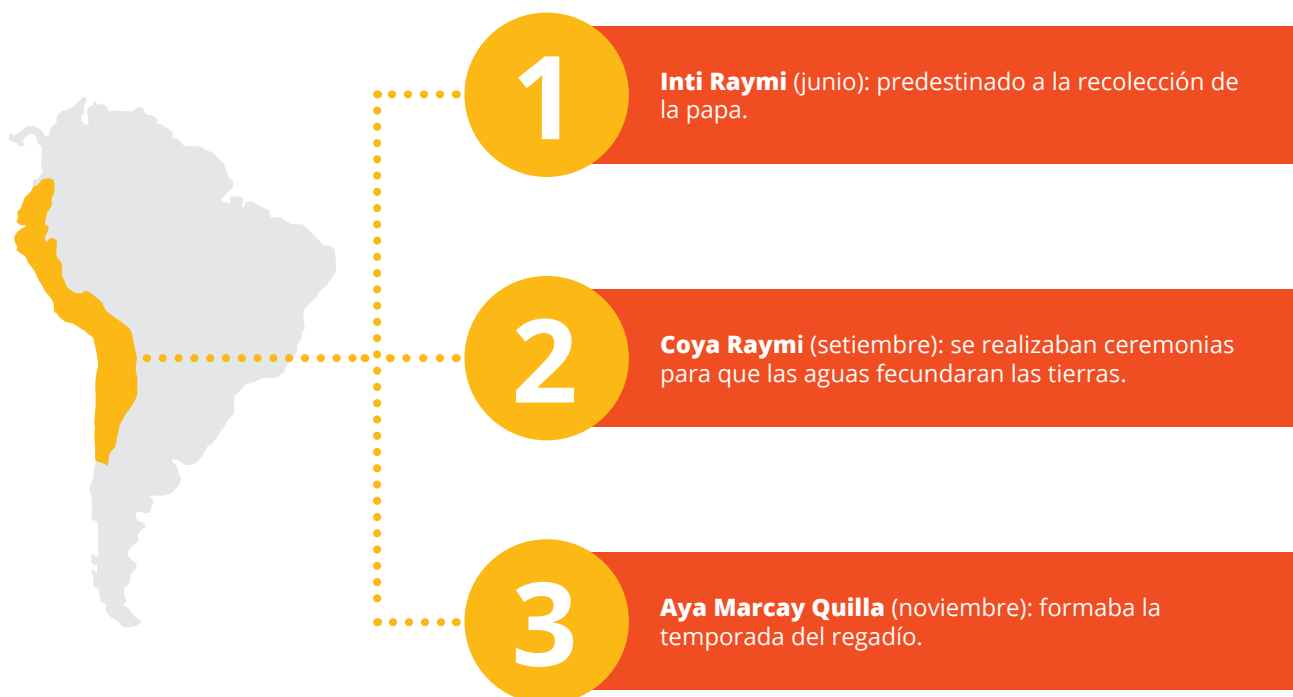 1
Inti Raymi (junio): predestinado a la recolección de
la papa.
2
Coya Raymi (setiembre): se realizaban ceremonias
para que las aguas fecundaran las tierras.
3
Aya Marcay Quilla (noviembre): formaba la
temporada del regadío.